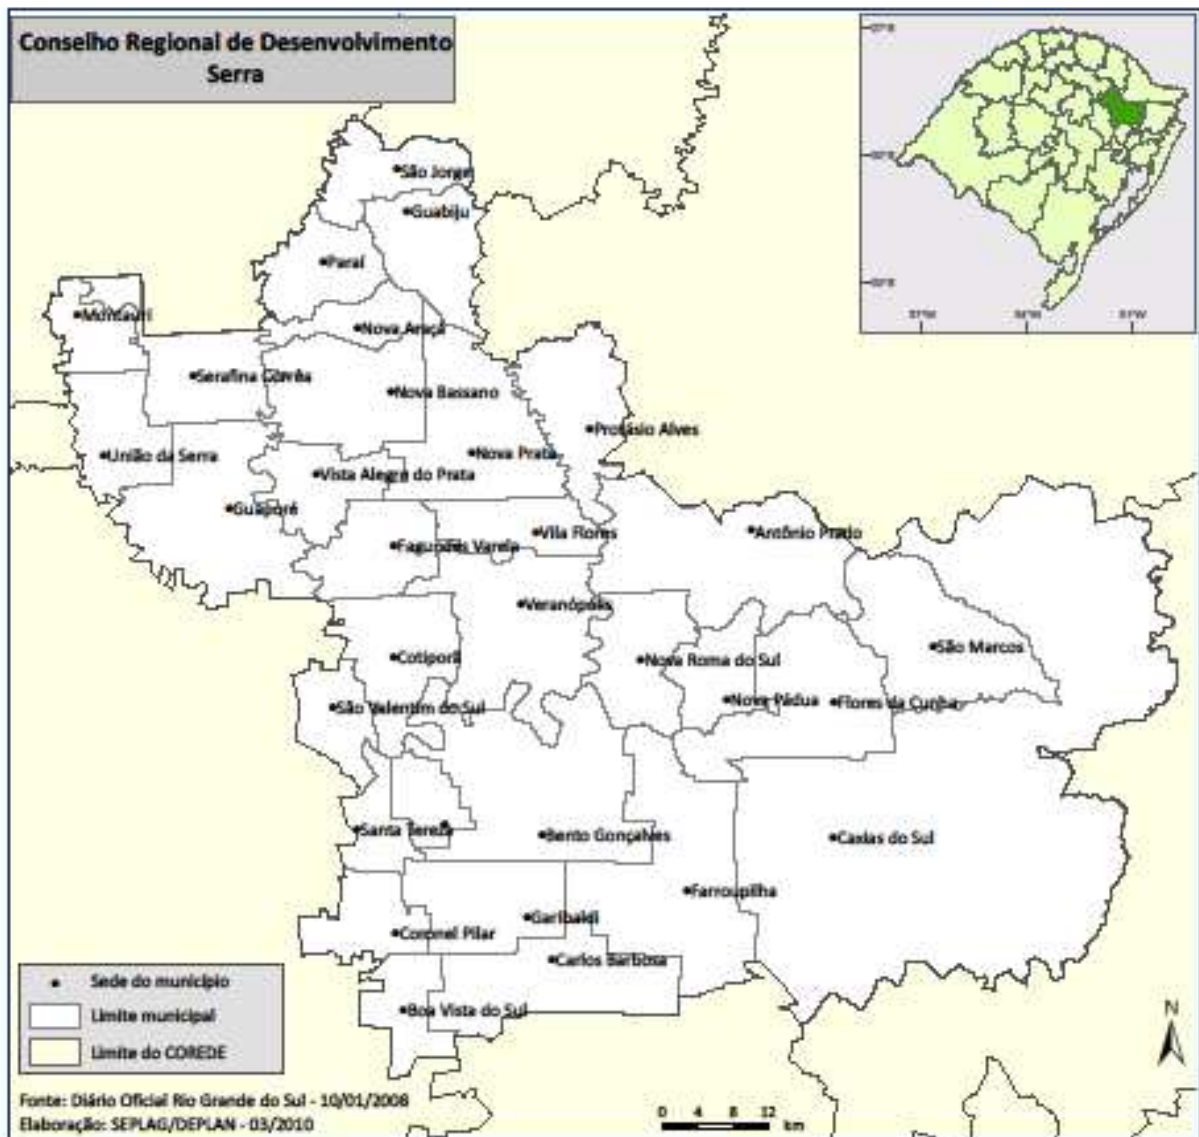 Conselho Regional de Desenvolvimento
Serra
São Jorge
Guabiju
Paraí
Montauri
Nova Araçá
Serafina Corrêa
Nova Bassano
Protásio Alves
União da Serra
Nova Prata
Vista Alegre do Prata
Guaporé
Vila Flores
Antônio Prado
Fagundes Varela
Veranópolis
Cotiporã
Nova Roma do Sul
São Marcos
São Valentim do Sul
Nova Pádua
Flores da Cunha
Santa Tereza
Bento Gonçalves
Caxias do Sul
Farroupilha
Garibaldi
Coronel Pilar
Carlos Barbosa
Boa Vista do Sul
Sede do município
Limite municipal
Limite do COREDE
N
Fonte: Diário Oficial Rio Grande do Sul - 10/01/2008
Elaboração: SEPLAG/DEPLAN - 03/2010
0 4 8 12
km